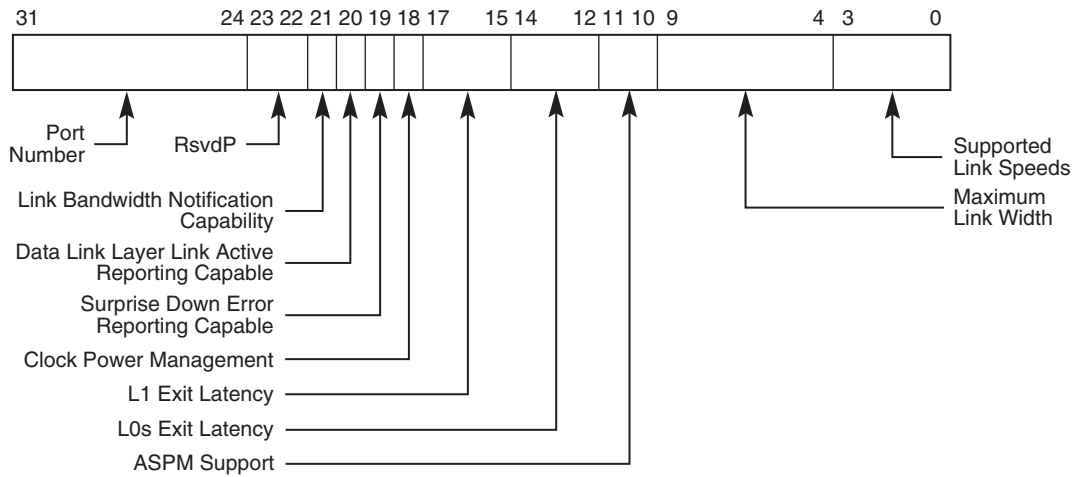 31 24 23 22 21 20 19 18 17 15 14 12 11 10 9 4 3 0
Port
Number
RsvdP
Supported
Link Speeds
Link Bandwidth Notification
Capability
Maximum
Link Width
Data Link Layer Link Active
Reporting Capable
Surprise Down Error
Reporting Capable
Clock Power Management
L1 Exit Latency
L0s Exit Latency
ASPM Support